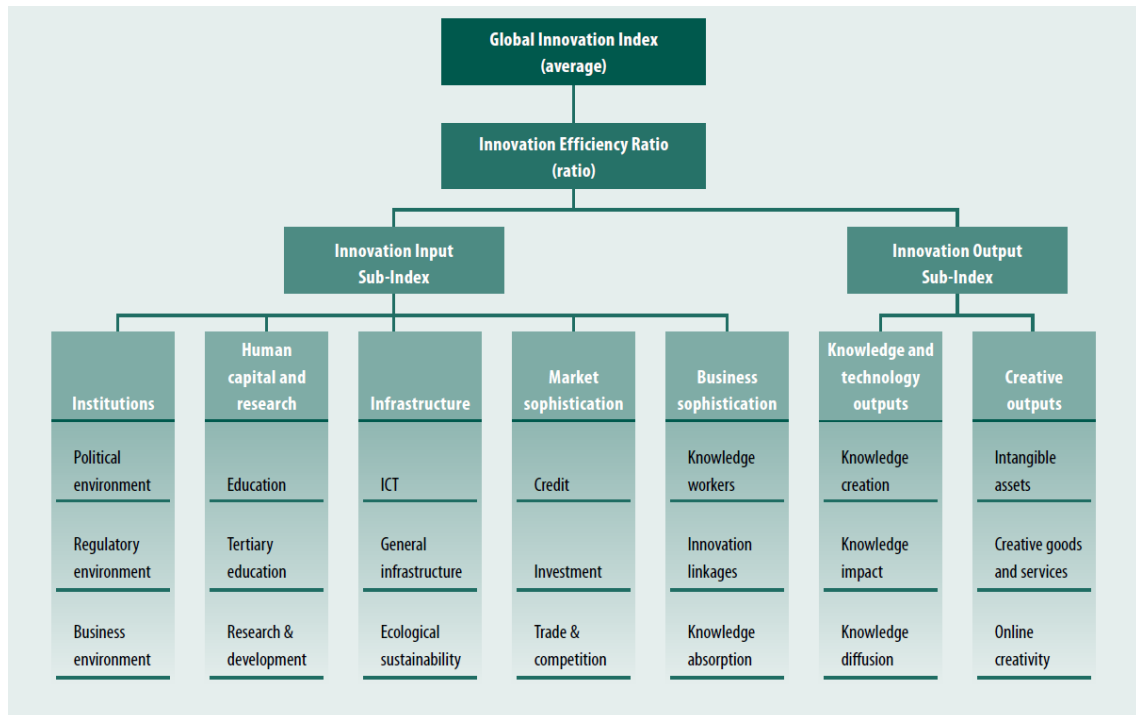 Global Innovation Index
(average)
Innovation Efficiency Ratio
(ratio)
Innovation Input
Sub-Index
Innovation Output
Sub-Index
Institutions
Human
capital and
research
Infrastructure
Market
sophistication
Business
sophistication
Knowledge and
technology
outputs
Creative
outputs
Political
environment
Education
ICT
Credit
Knowledge
workers
Knowledge
creation
Intangible
assets
Regulatory
environment
Tertiary
education
General
infrastructure
Investment
Innovation
linkages
Knowledge
impact
Creative goods
and services
Business
environment
Research &
development
Ecological
sustainability
Trade &
competition
Knowledge
absorption
Knowledge
diffusion
Online
creativity